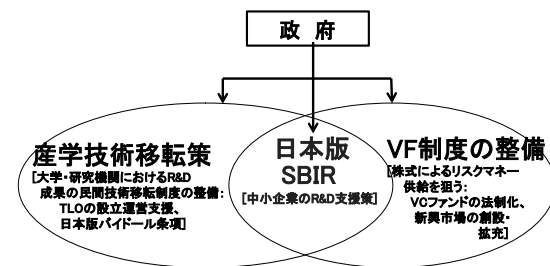 政 府
産学技術移転策
[大学・研究機関におけるR&D
成果の民間技術移転制度の整備:
TLOの設立運営支援、
日本版バイドール条項]
日本版
SBIR
[中小企業のR&D支援策]
VF制度の整備
[株式によるリスクマネー
供給を狙う:
VCファンドの法制化、
新興市場の創設・
拡充]